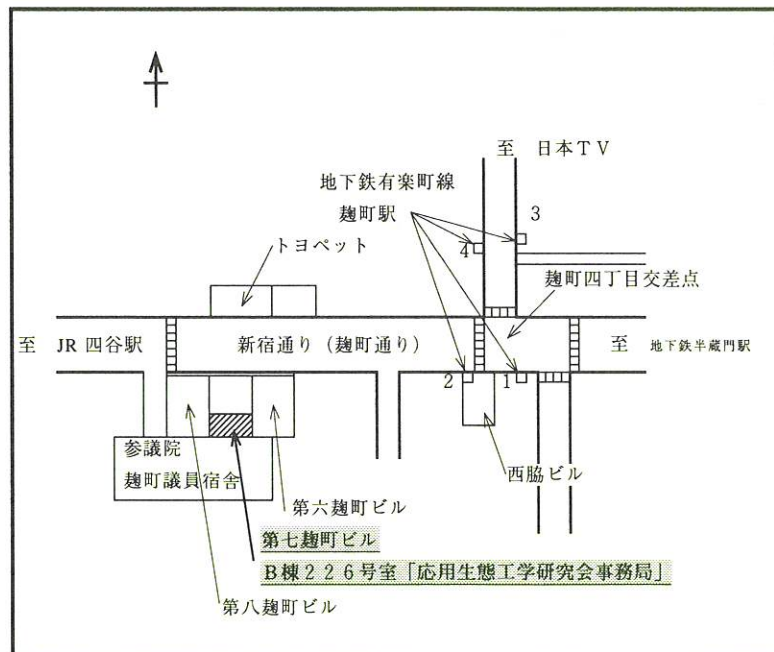 至 日本TV
地下鉄有楽町線
麹町駅
3
4
トヨペット
麹町四丁目交差点
至 JR 四谷駅
新宿通り (麹町通り)
至 地下鉄半蔵門駅
2
1
参議院
麹町議員宿舎
西脇ビル
第六麹町ビル
第七麹町ビル
B棟226号室「応用生態工学研究会事務局」
第八麹町ビル